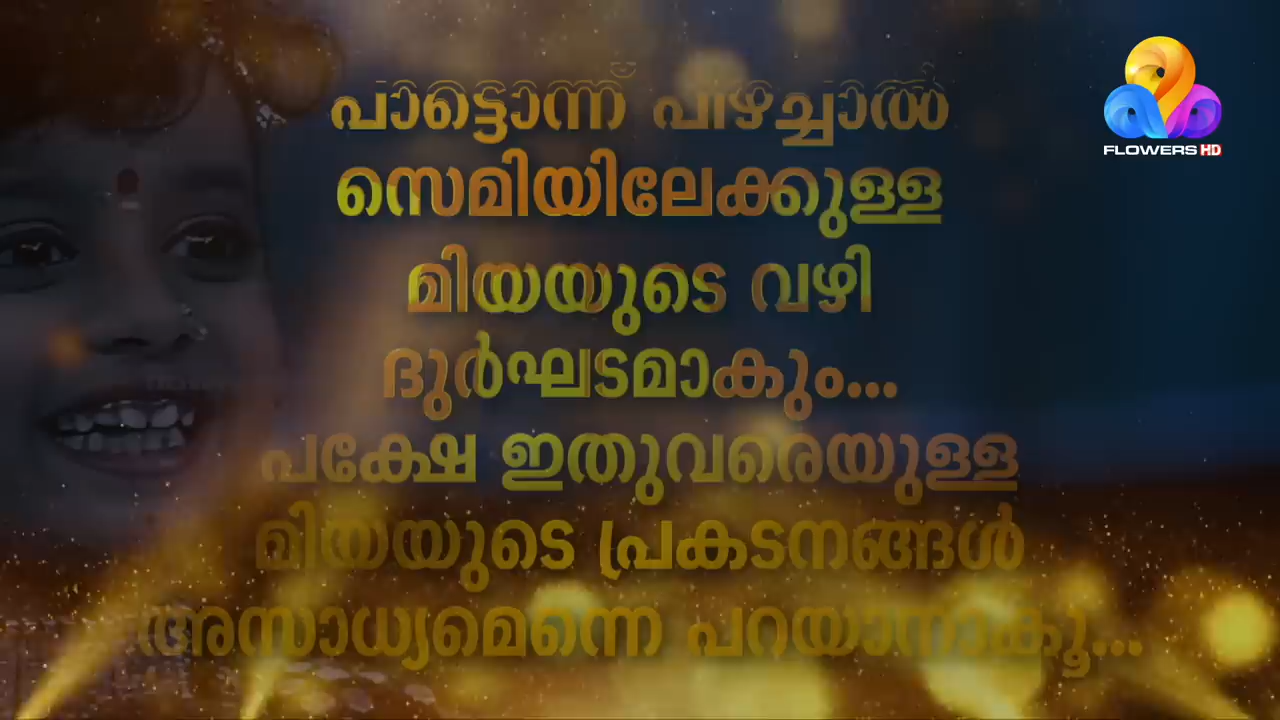 പാട്ടൊന്ന് പിഴച്ചാൽ
സെമിയിലേക്കുള്ള
മിയയുടെ വഴി
ദുർഘടമാകും...
പക്ഷേ ഇതുവരെയുള്ള
മിയയുടെ പ്രകടനങ്ങൾ
അസാധ്യമെന്നെ പറയാനാകൂ...
FLOWERS HD